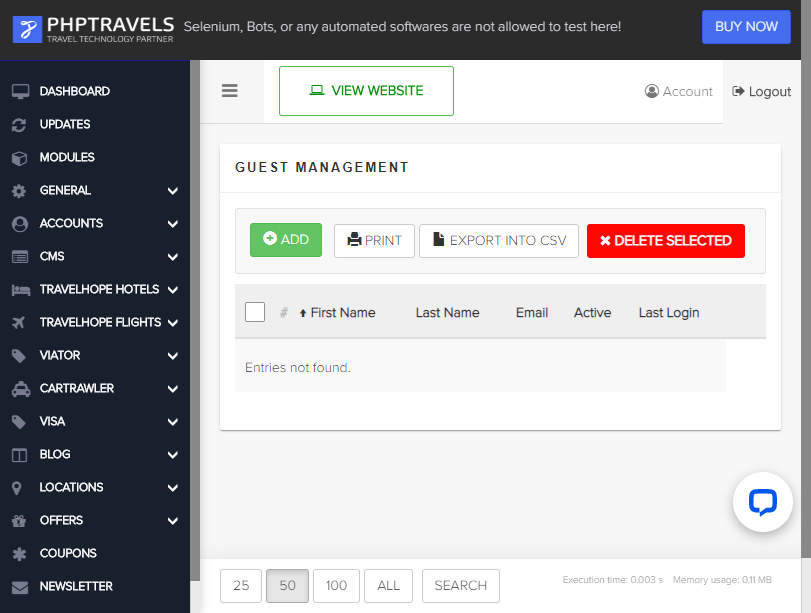 PHPTRAVELS
TRAVEL TECHNOLOGY PARTNER
Selenium, Bots, or any automated softwares are not allowed to test here!
BUY NOW
DASHBOARD
UPDATES
MODULES
GENERAL
ACCOUNTS
CMS
TRAVELHOPE HOTELS
TRAVELHOPE FLIGHTS
VIATOR
CARTRAWLER
VISA
BLOG
LOCATIONS
OFFERS
COUPONS
NEWSLETTER
VIEW WEBSITE
Account
Logout
GUEST MANAGEMENT
ADD
PRINT
EXPORT INTO CSV
DELETE SELECTED
# First Name Last Name Email Active Last Login
Entries not found.
25 50 100 ALL SEARCH
Execution time: 0.003 s Memory usage: 0.11 MB